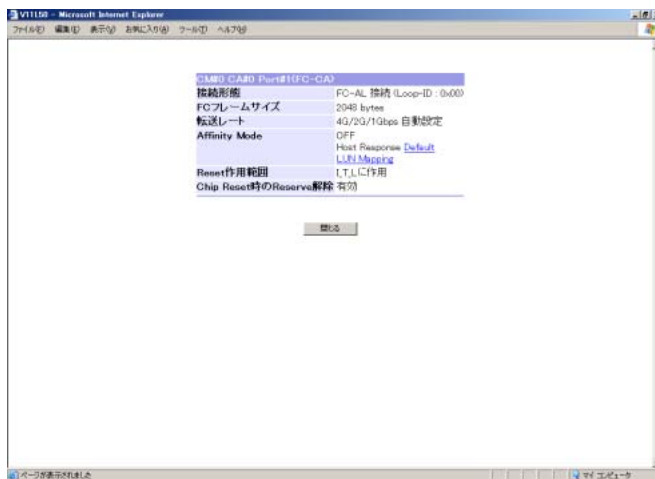 V11L50 - Microsoft Internet Explorer
ファイル(F) 編集(E) 表示(V) お気に入り(A) ツール(T) ヘルプ(H)
CM#0 CA#0 Port#1(FC-CA)
接続形態 FC-AL 接続 (Loop-ID : 0x00)
FCフレームサイズ 2048 bytes
転送レート 4G/2G/1Gbps 自動設定
Affinity Mode OFF
Host Response Default
LUN Mapping
Reset作用範囲 I_T_Lに作用
Chip Reset時のReserve解除 有効
閉じる
ページが表示されました マイ コンピュータ